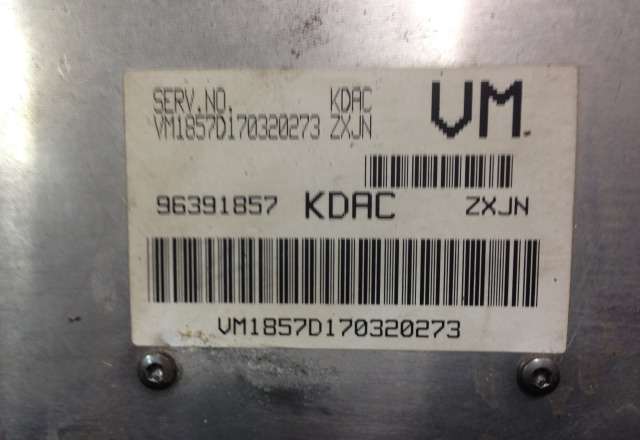 SERV.NO. KDAC
VM1857D170320273 ZXJN
VM.
96391857 KDAC ZXJN
VM1857D170320273